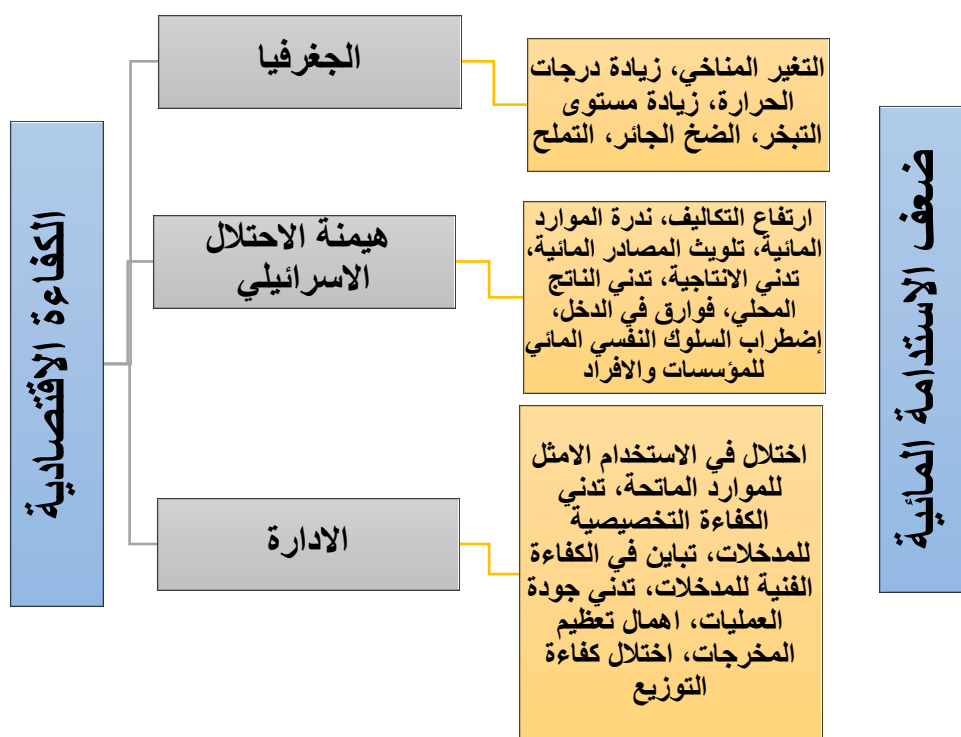 ضعف الاستدامة المائية
الجغرفيا
التغير المناخي، زيادة درجات
الحرارة، زيادة مستوى
التبخر، الضخ الجائر، التملح
هيمنة الاحتلال
الاسرائيلي
ارتفاع التكاليف، ندرة الموارد
المائية، تلويث المصادر المائية،
تدني الانتاجية، تدني الناتج
المحلي، فوارق في الدخل،
إضطراب السلوك النفسي المائي
للمؤسسات والافراد
الادارة
اختلال في الاستخدام الامثل
للموارد الماتحة، تدني
الكفاءة التخصيصية
للمدخلات، تباين في الكفاءة
الفنية للمدخلات، تدني جودة
العمليات، اهمال تعظيم
المخرجات، اختلال كفاءة
التوزيع
الكفاءة الاقتصادية